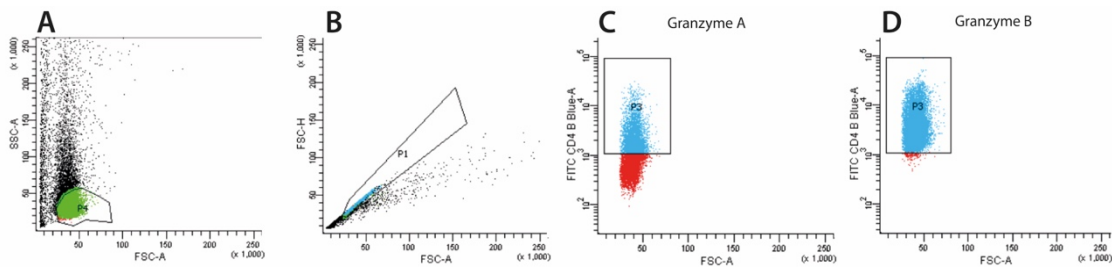 A
(x 1,000)
SSC-A
50 100 150 200 250
P4
50 100 150 200 250
FSC-A
(x 1,000)
B
(x 1,000)
FSC-H
50 100 150 200 250
P1
50 100 150 200 250
FSC-A
(x 1,000)
C
Granzyme A
FITC CD4 B Blue-A
10^2 10^3 10^4 10^5
P3
50 100 150 200 250
FSC-A
(x 1,000)
D
Granzyme B
FITC CD4 B Blue-A
10^2 10^3 10^4 10^5
P3
50 100 150 200 250
FSC-A
(x 1,000)